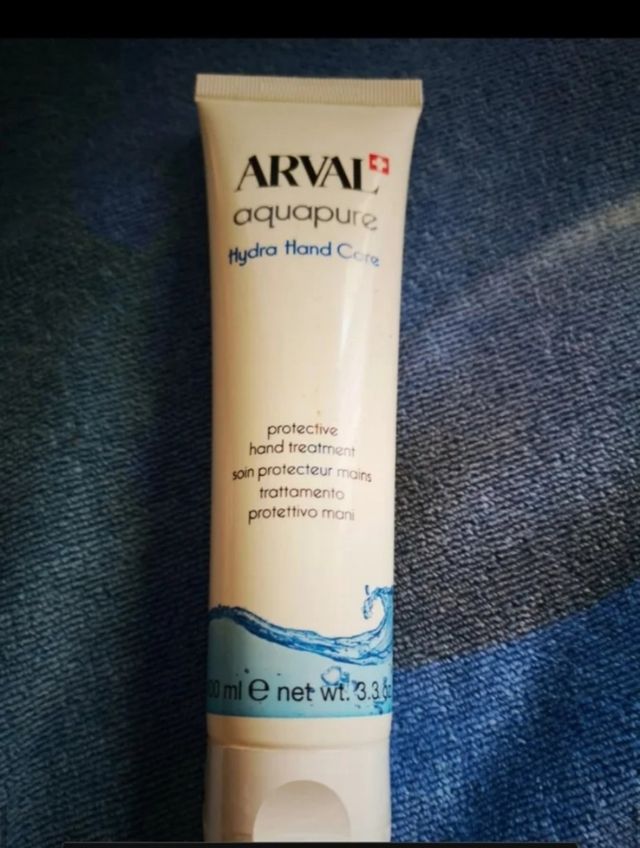 ARVAL
aquapure
Hydra Hand Care
protective
hand treatment
soin protecteur mains
trattamento
protettivo mani
ml e net wt. 3.3